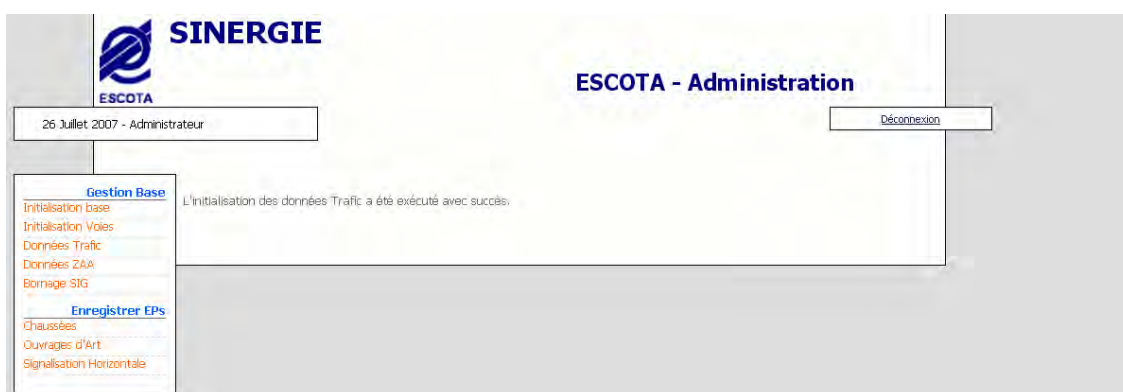 SINERGIE
ESCOTA
ESCOTA - Administration
26 Juillet 2007 - Administrateur
Déconnexion
Gestion Base
Initialisation base
Initialisation Voies
Données Trafic
Données ZAA
Bornage SIG
L'initialisation des données Trafic a été exécuté avec succès.
Enregistrer EPs
Chaussées
Ouvrages d'Art
Signalisation Horizontale